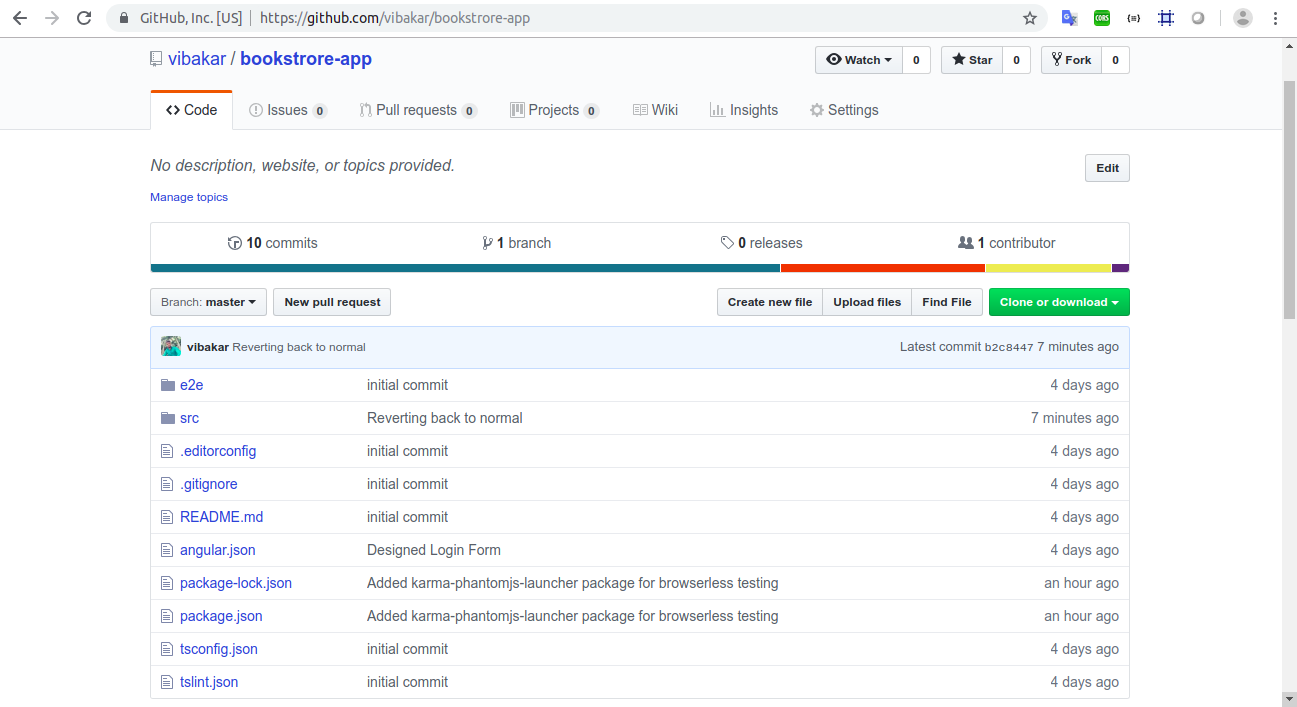 GitHub, Inc. [US] | https://github.com/vibakar/bookstrore-app
CORS
vibakar / bookstrore-app
Watch 0 Star 0 Fork 0
Code Issues 0 Pull requests 0 Projects 0 Wiki Insights Settings
No description, website, or topics provided.
Edit
Manage topics
10 commits 1 branch 0 releases 1 contributor
Branch: master New pull request Create new file Upload files Find File Clone or download
vibakar Reverting back to normal Latest commit b2c8447 7 minutes ago
e2e initial commit 4 days ago
src Reverting back to normal 7 minutes ago
.editorconfig initial commit 4 days ago
.gitignore initial commit 4 days ago
README.md initial commit 4 days ago
angular.json Designed Login Form 4 days ago
package-lock.json Added karma-phantomjs-launcher package for browserless testing an hour ago
package.json Added karma-phantomjs-launcher package for browserless testing an hour ago
tsconfig.json initial commit 4 days ago
tslint.json initial commit 4 days ago